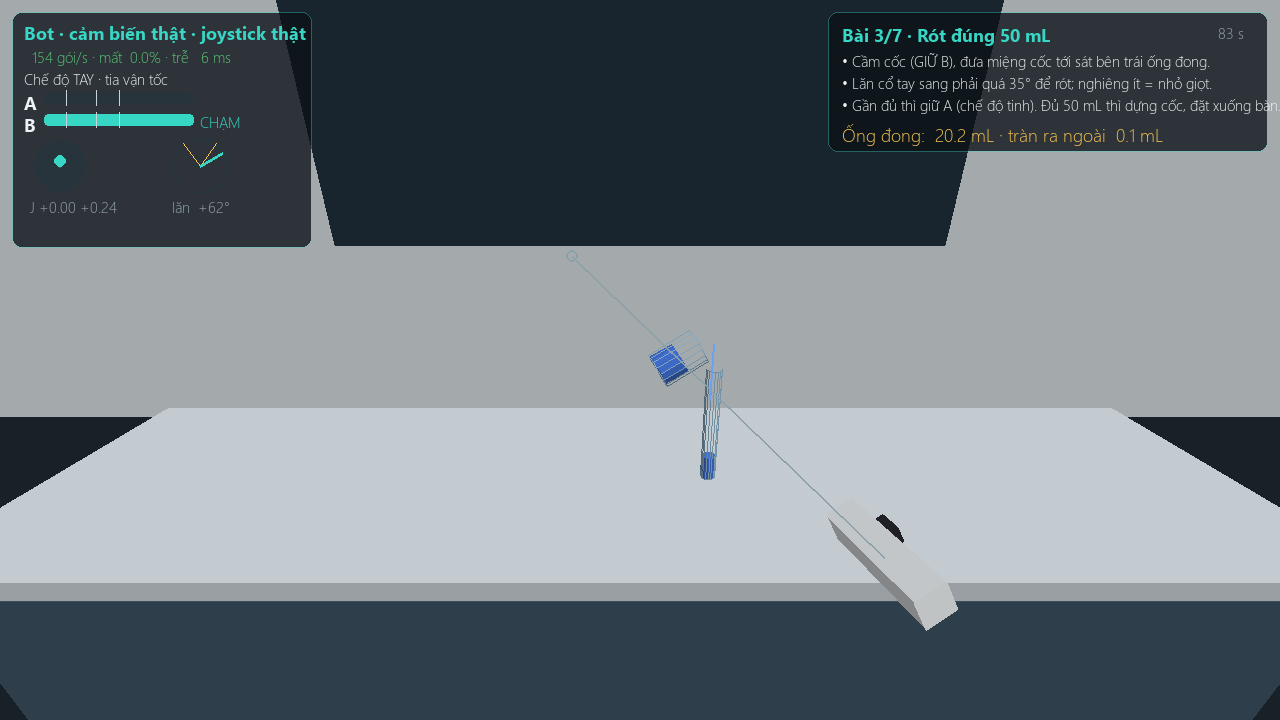 Bot · cảm biến thật · joystick thật
154 gói/s · mất 0.0% · trễ 6 ms
Chế độ TAY · tia vận tốc
A
B CHẠM
J +0.00 +0.24 lăn +62°
Bài 3/7 · Rót đúng 50 mL 83 s
• Cầm cốc (GIỮ B), đưa miệng cốc tới sát bên trái ống đong.
• Lăn cổ tay sang phải quá 35° để rót; nghiêng ít = nhỏ giọt.
• Gần đủ thì giữ A (chế độ tinh). Đủ 50 mL thì dựng cốc, đặt xuống bàn.
Ống đong: 20.2 mL · tràn ra ngoài 0.1 mL